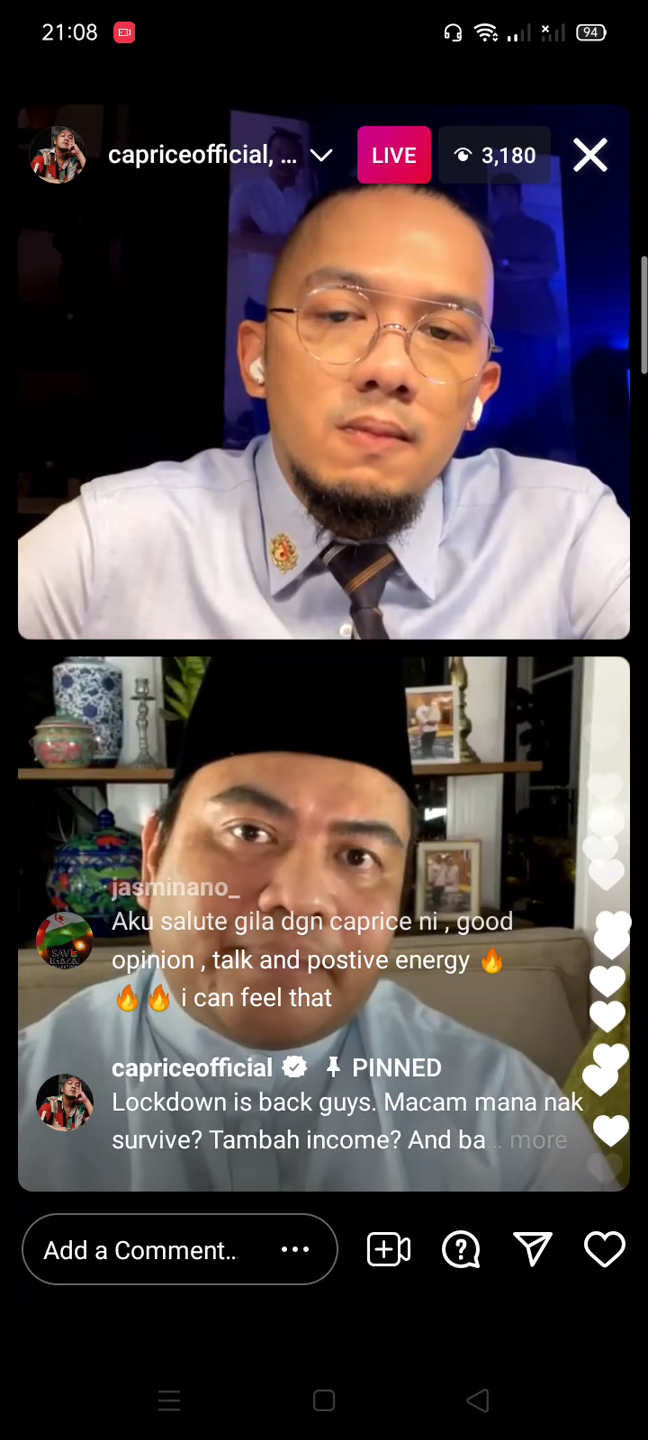 21:08
94
capriceofficial, ...
LIVE
3,180
jasminano_
Aku salute gila dgn caprice ni , good
opinion , talk and postive energy 🔥
🔥🔥 i can feel that
capriceofficial PINNED
Lockdown is back guys. Macam mana nak
survive? Tambah income? And ba .. more
Add a Comment..